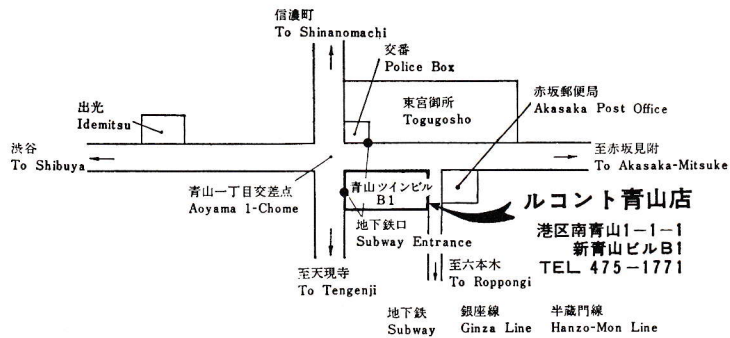 信濃町
To Shinanomachi
交番
Police Box
出光
Idemitsu
東宮御所
Togugosho
赤坂郵便局
Akasaka Post Office
渋谷
To Shibuya
至赤坂見附
To Akasaka-Mitsuke
青山一丁目交差点
Aoyama 1-Chome
青山ツインビル
B1
地下鉄口
Subway Entrance
ルコント青山店
港区南青山1-1-1
新青山ビルB1
TEL 475-1771
至天現寺
To Tengenji
至六本木
To Roppongi
地下鉄 銀座線 半蔵門線
Subway Ginza Line Hanzo-Mon Line